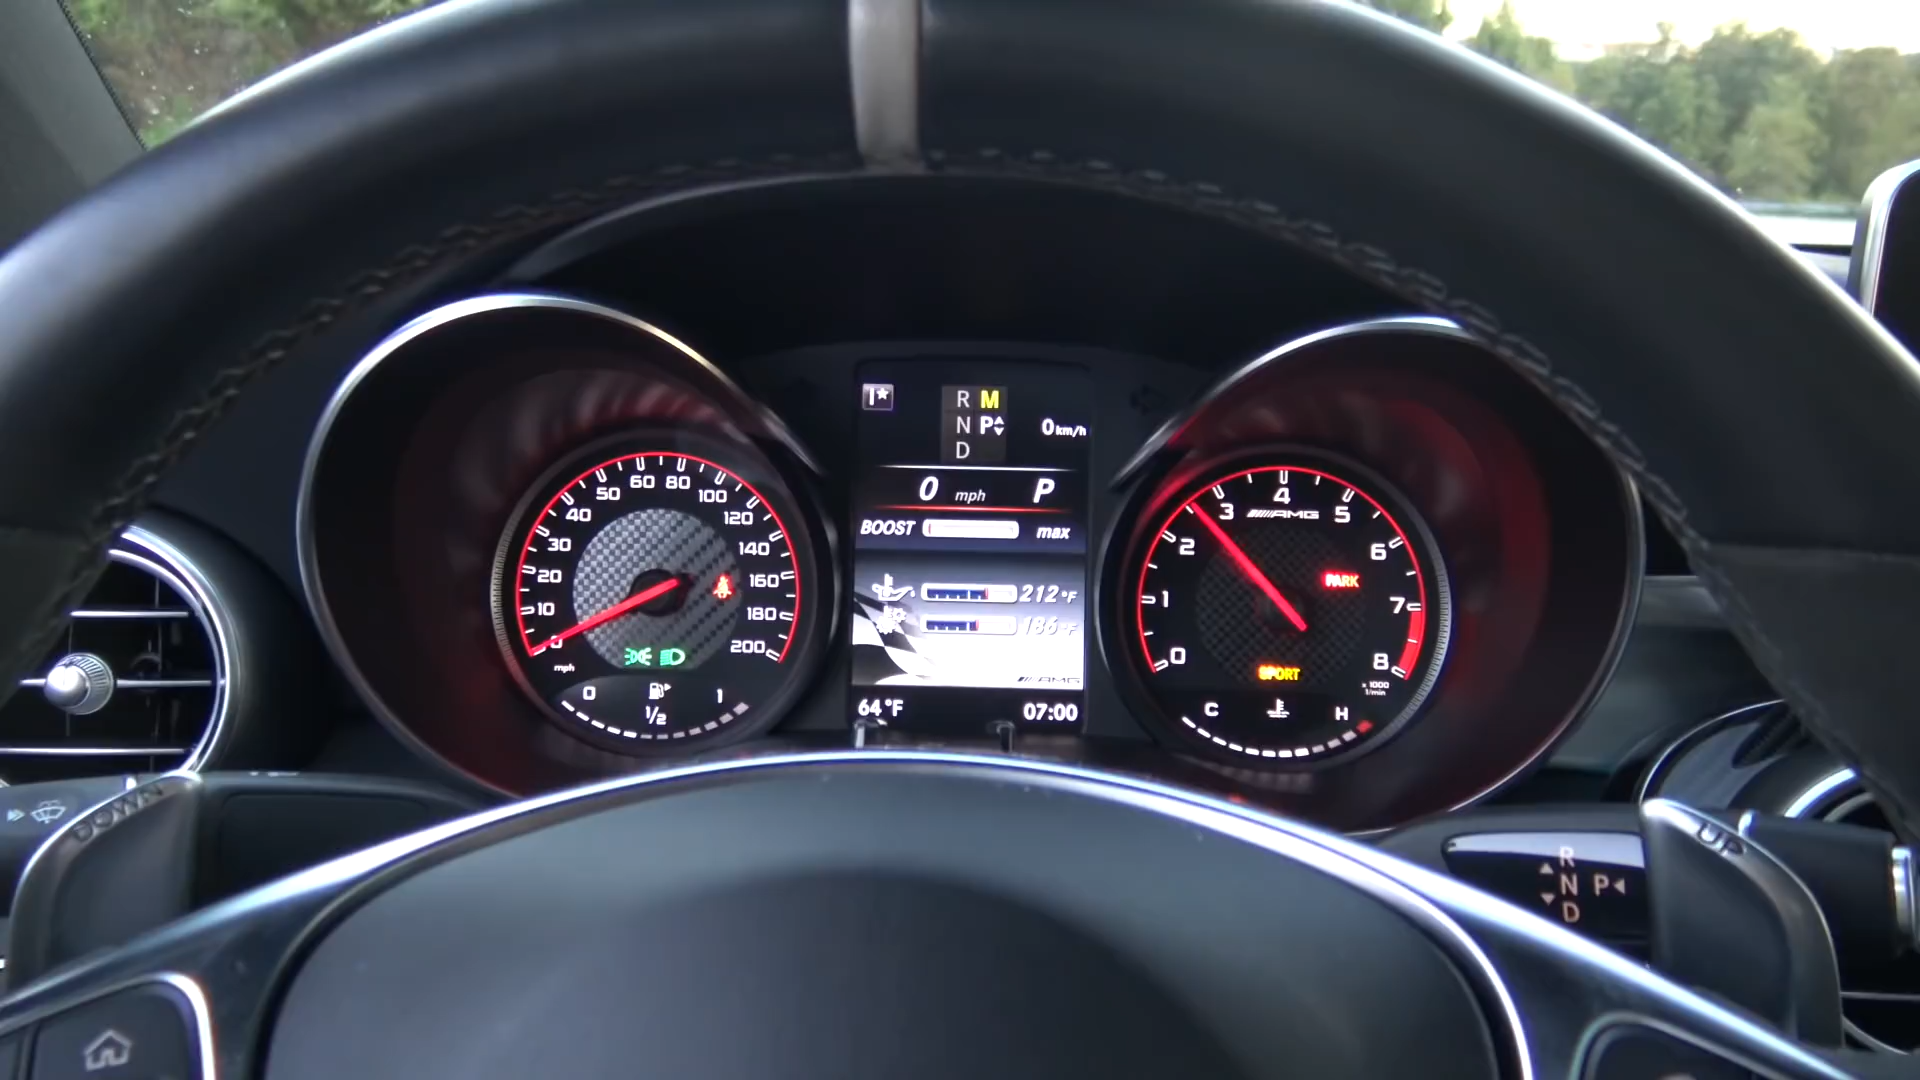 R M
N P
D
0 km/h
0 mph P
BOOST max
212 °F
186 °F
AMG
64 °F 07:00
0
10
20
30
40
50
60
80
100
120
140
160
180
200
mph
0 1/2 1
0
1
2
3
4
5
6
7
8
AMG
PARK
SPORT
x 1000
1/min
C H
DOWN
UP
R
N P
D